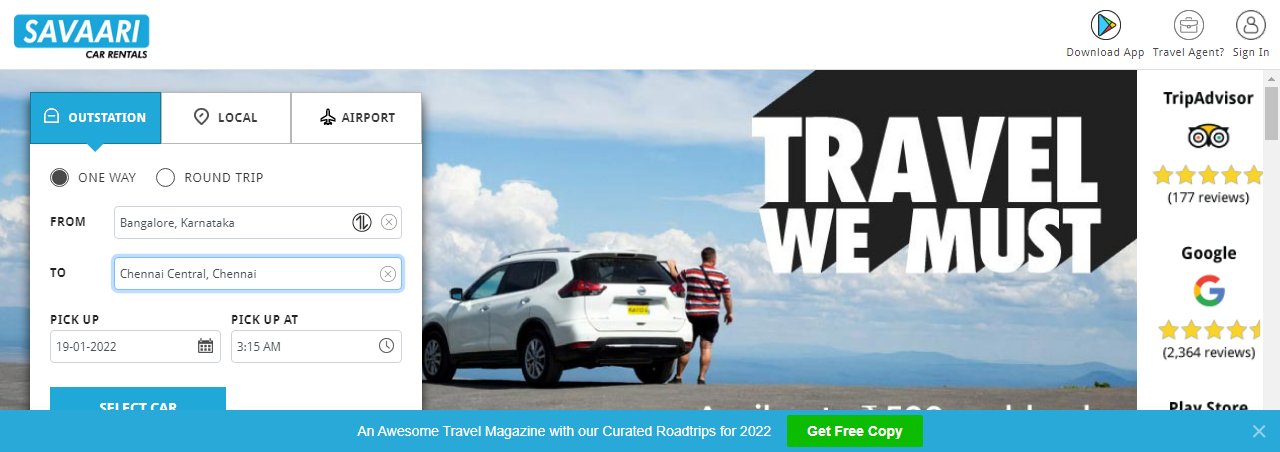 SAVAARI
CAR RENTALS
Download App
Travel Agent?
Sign In
OUTSTATION
LOCAL
AIRPORT
ONE WAY
ROUND TRIP
FROM
Bangalore, Karnataka
TO
Chennai Central, Chennai
PICK UP
PICK UP AT
19-01-2022
3:15 AM
SELECT CAR
TRAVEL
WE MUST
TripAdvisor
(177 reviews)
Google
(2,364 reviews)
Play Store
An Awesome Travel Magazine with our Curated Roadtrips for 2022
Get Free Copy